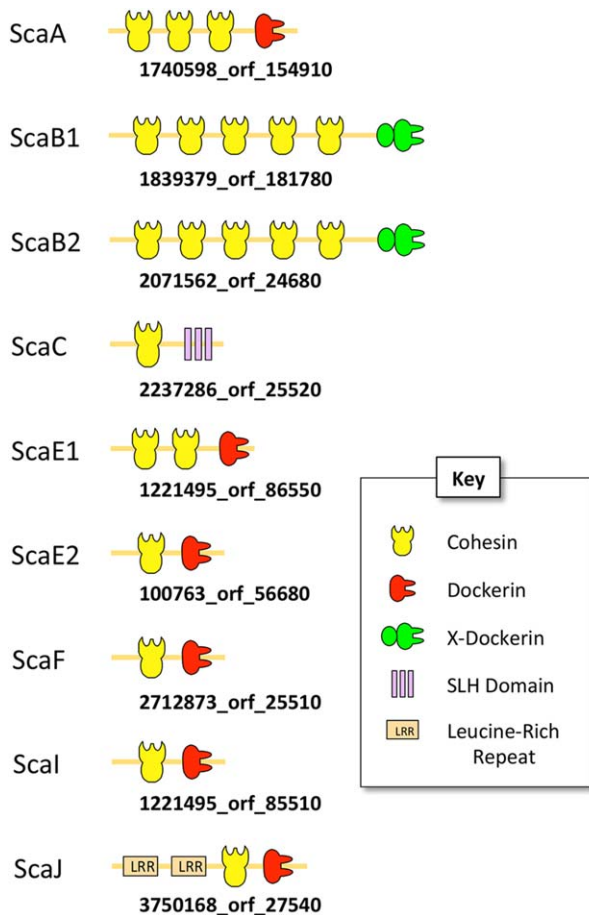 ScaA
1740598_orf_154910
ScaB1
1839379_orf_181780
ScaB2
2071562_orf_24680
ScaC
2237286_orf_25520
ScaE1
1221495_orf_86550
ScaE2
100763_orf_56680
ScaF
2712873_orf_25510
ScaI
1221495_orf_85510
ScaJ
LRR LRR
3750168_orf_27540
Key
Cohesin
Dockerin
X-Dockerin
SLH Domain
LRR Leucine-Rich
Repeat